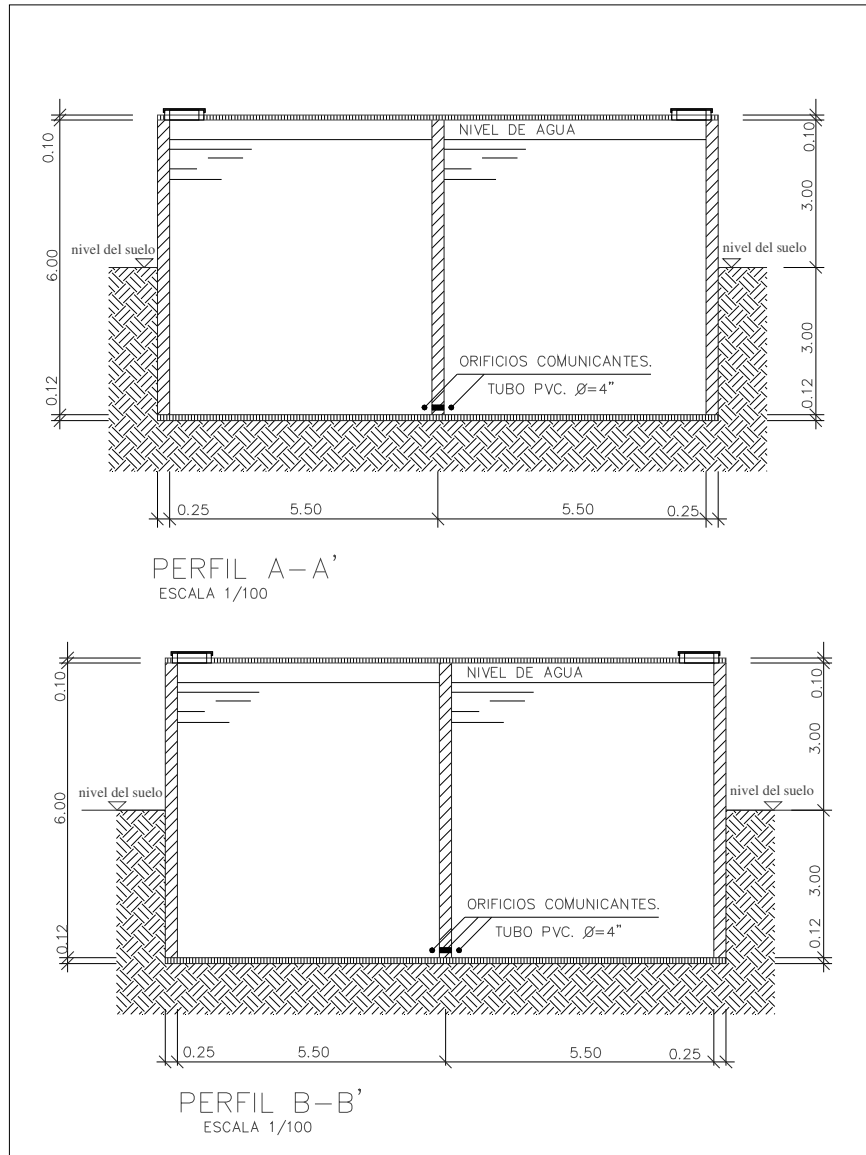 NIVEL DE AGUA
0.10
0.10
3.00
nivel del suelo
nivel del suelo
6.00
3.00
ORIFICIOS COMUNICANTES.
TUBO PVC. Ø=4"
0.12
0.12
0.25
5.50
5.50
0.25
PERFIL A-A'
ESCALA 1/100
NIVEL DE AGUA
0.10
0.10
3.00
nivel del suelo
nivel del suelo
6.00
3.00
ORIFICIOS COMUNICANTES.
TUBO PVC. Ø=4"
0.12
0.12
0.25
5.50
5.50
0.25
PERFIL B-B'
ESCALA 1/100